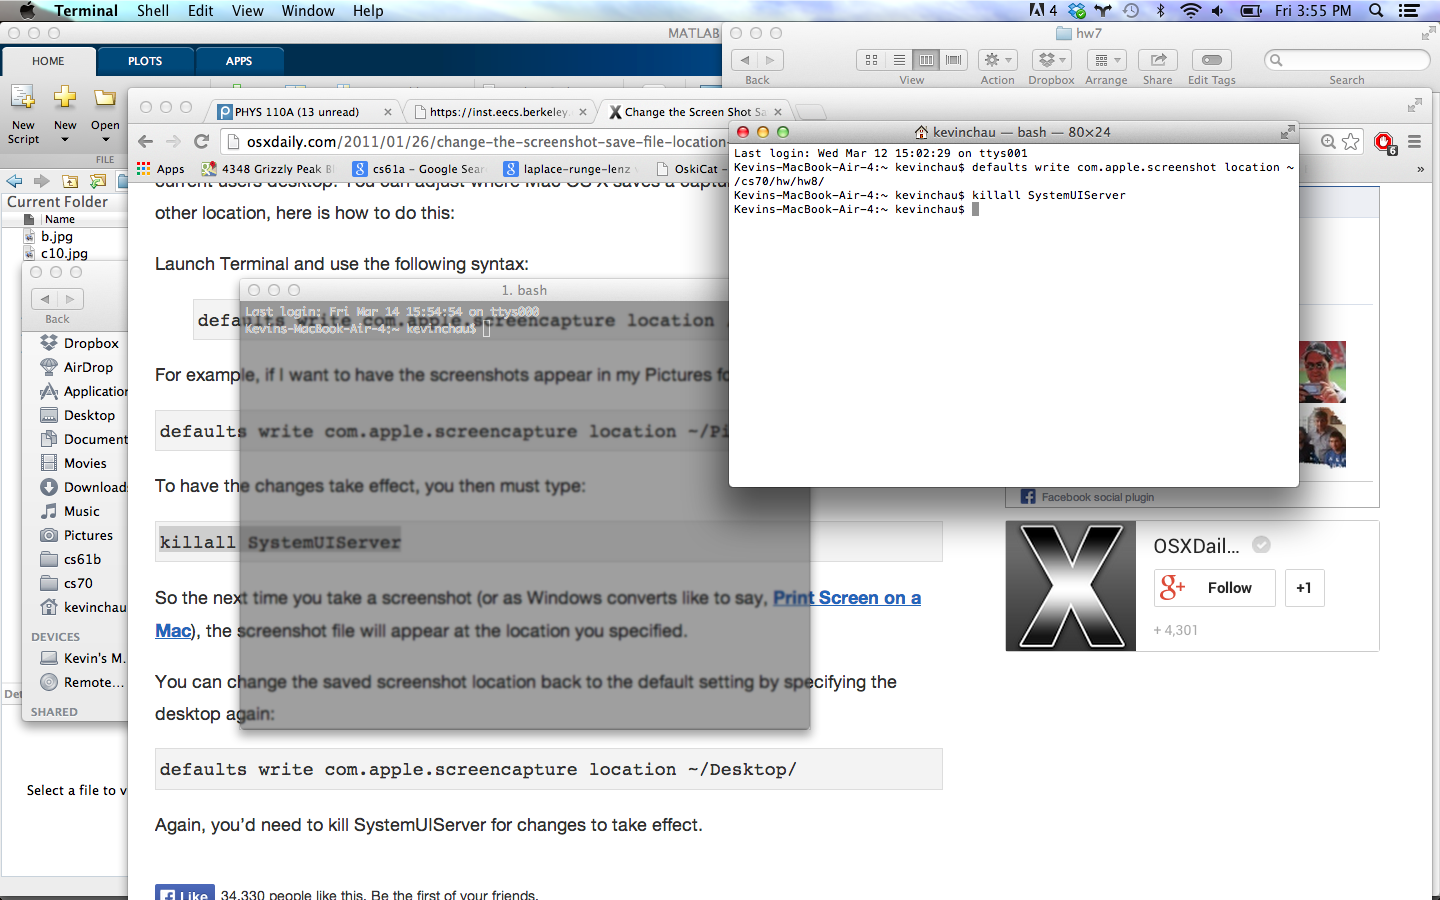 Terminal Shell Edit View Window Help
4 Fri 3:55 PM
MATLAB
HOME PLOTS APPS
New Script New Open
FILE
Current Folder
Name
b.jpg
c10.jpg
Back
Dropbox
AirDrop
Application
Desktop
Document
Movies
Download
Music
Pictures
cs61b
cs70
kevinchau
DEVICES
Kevin's M…
Remote…
SHARED
Select a file to v
hw7
Back View Action Dropbox Arrange Share Edit Tags Search
PHYS 110A (13 unread) https://inst.eecs.berkeley. Change the Screen Shot Sa
osxdaily.com/2011/01/26/change-the-screenshot-save-file-location-
6
Apps 4348 Grizzly Peak B cs61a - Google Sear laplace-runge-lenz OskiCat -
»
current users desktop. You can adjust where Mac OS X saves a captu
other location, here is how to do this:
Launch Terminal and use the following syntax:
defaults write com.apple.screencapture location
For example, if I want to have the screenshots appear in my Pictures fo
defaults write com.apple.screencapture location ~/Pi
To have the changes take effect, you then must type:
killall SystemUIServer
So the next time you take a screenshot (or as Windows converts like to say, Print Screen on a
Mac), the screenshot file will appear at the location you specified.
You can change the saved screenshot location back to the default setting by specifying the
desktop again:
defaults write com.apple.screencapture location ~/Desktop/
Again, you'd need to kill SystemUIServer for changes to take effect.
Like 34,330 people like this. Be the first of your friends.
1. bash
Last login: Fri Mar 14 15:54:54 on ttys000
Kevins-MacBook-Air-4:~ kevinchau$
kevinchau — bash — 80×24
Last login: Wed Mar 12 15:02:29 on ttys001
Kevins-MacBook-Air-4:~ kevinchau$ defaults write com.apple.screenshot location ~
/cs70/hw/hw8/
Kevins-MacBook-Air-4:~ kevinchau$ killall SystemUIServer
Kevins-MacBook-Air-4:~ kevinchau$
Facebook social plugin
OSXDail…
g+ Follow +1
+ 4,301